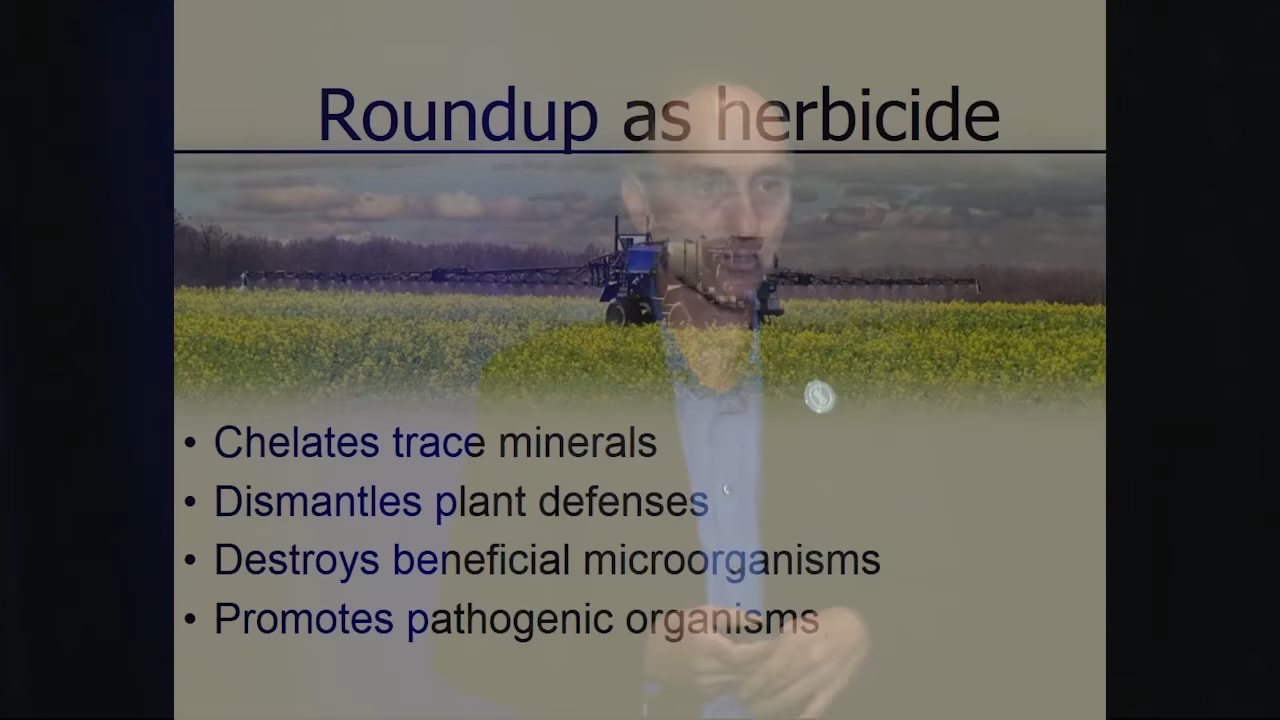 Roundup as herbicide
• Chelates trace minerals
• Dismantles plant defenses
• Destroys beneficial microorganisms
• Promotes pathogenic organisms